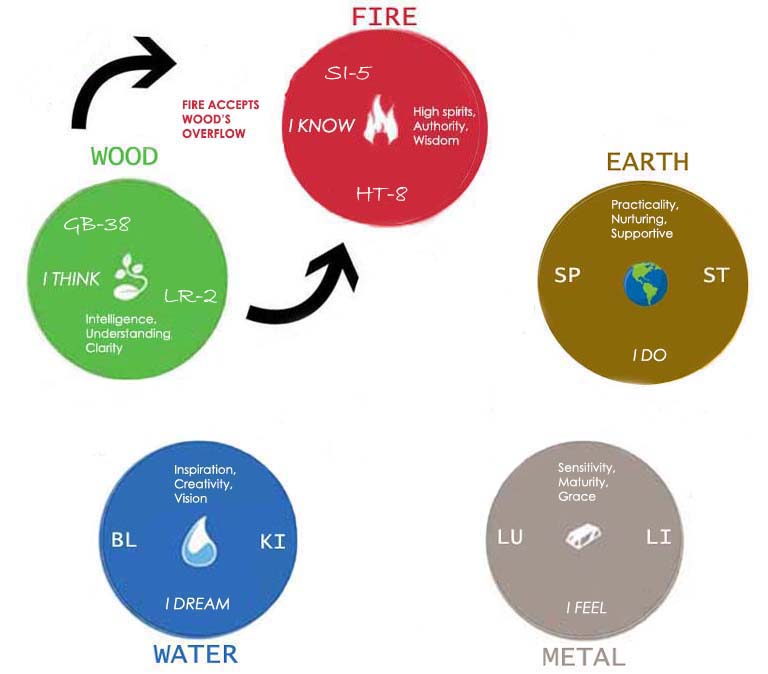 FIRE
SI-5
FIRE ACCEPTS
WOOD'S
OVERFLOW
I KNOW
High spirits,
Authority,
Wisdom
HT-8
WOOD
GB-38
I THINK
LR-2
Intelligence,
Understanding
Clarity
EARTH
Practicality,
Nurturing,
Supportive
SP
ST
I DO
Inspiration,
Creativity,
Vision
BL
KI
I DREAM
WATER
Sensitivity,
Maturity,
Grace
LU
LI
I FEEL
METAL